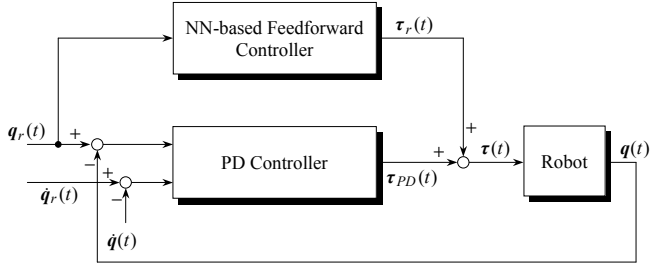 NN-based Feedforward
Controller
τ_r(t)
q_r(t)
+
−
PD Controller
+
+
τ(t)
Robot
q(t)
τ_PD(t)
q̇_r(t)
+
−
q̇(t)